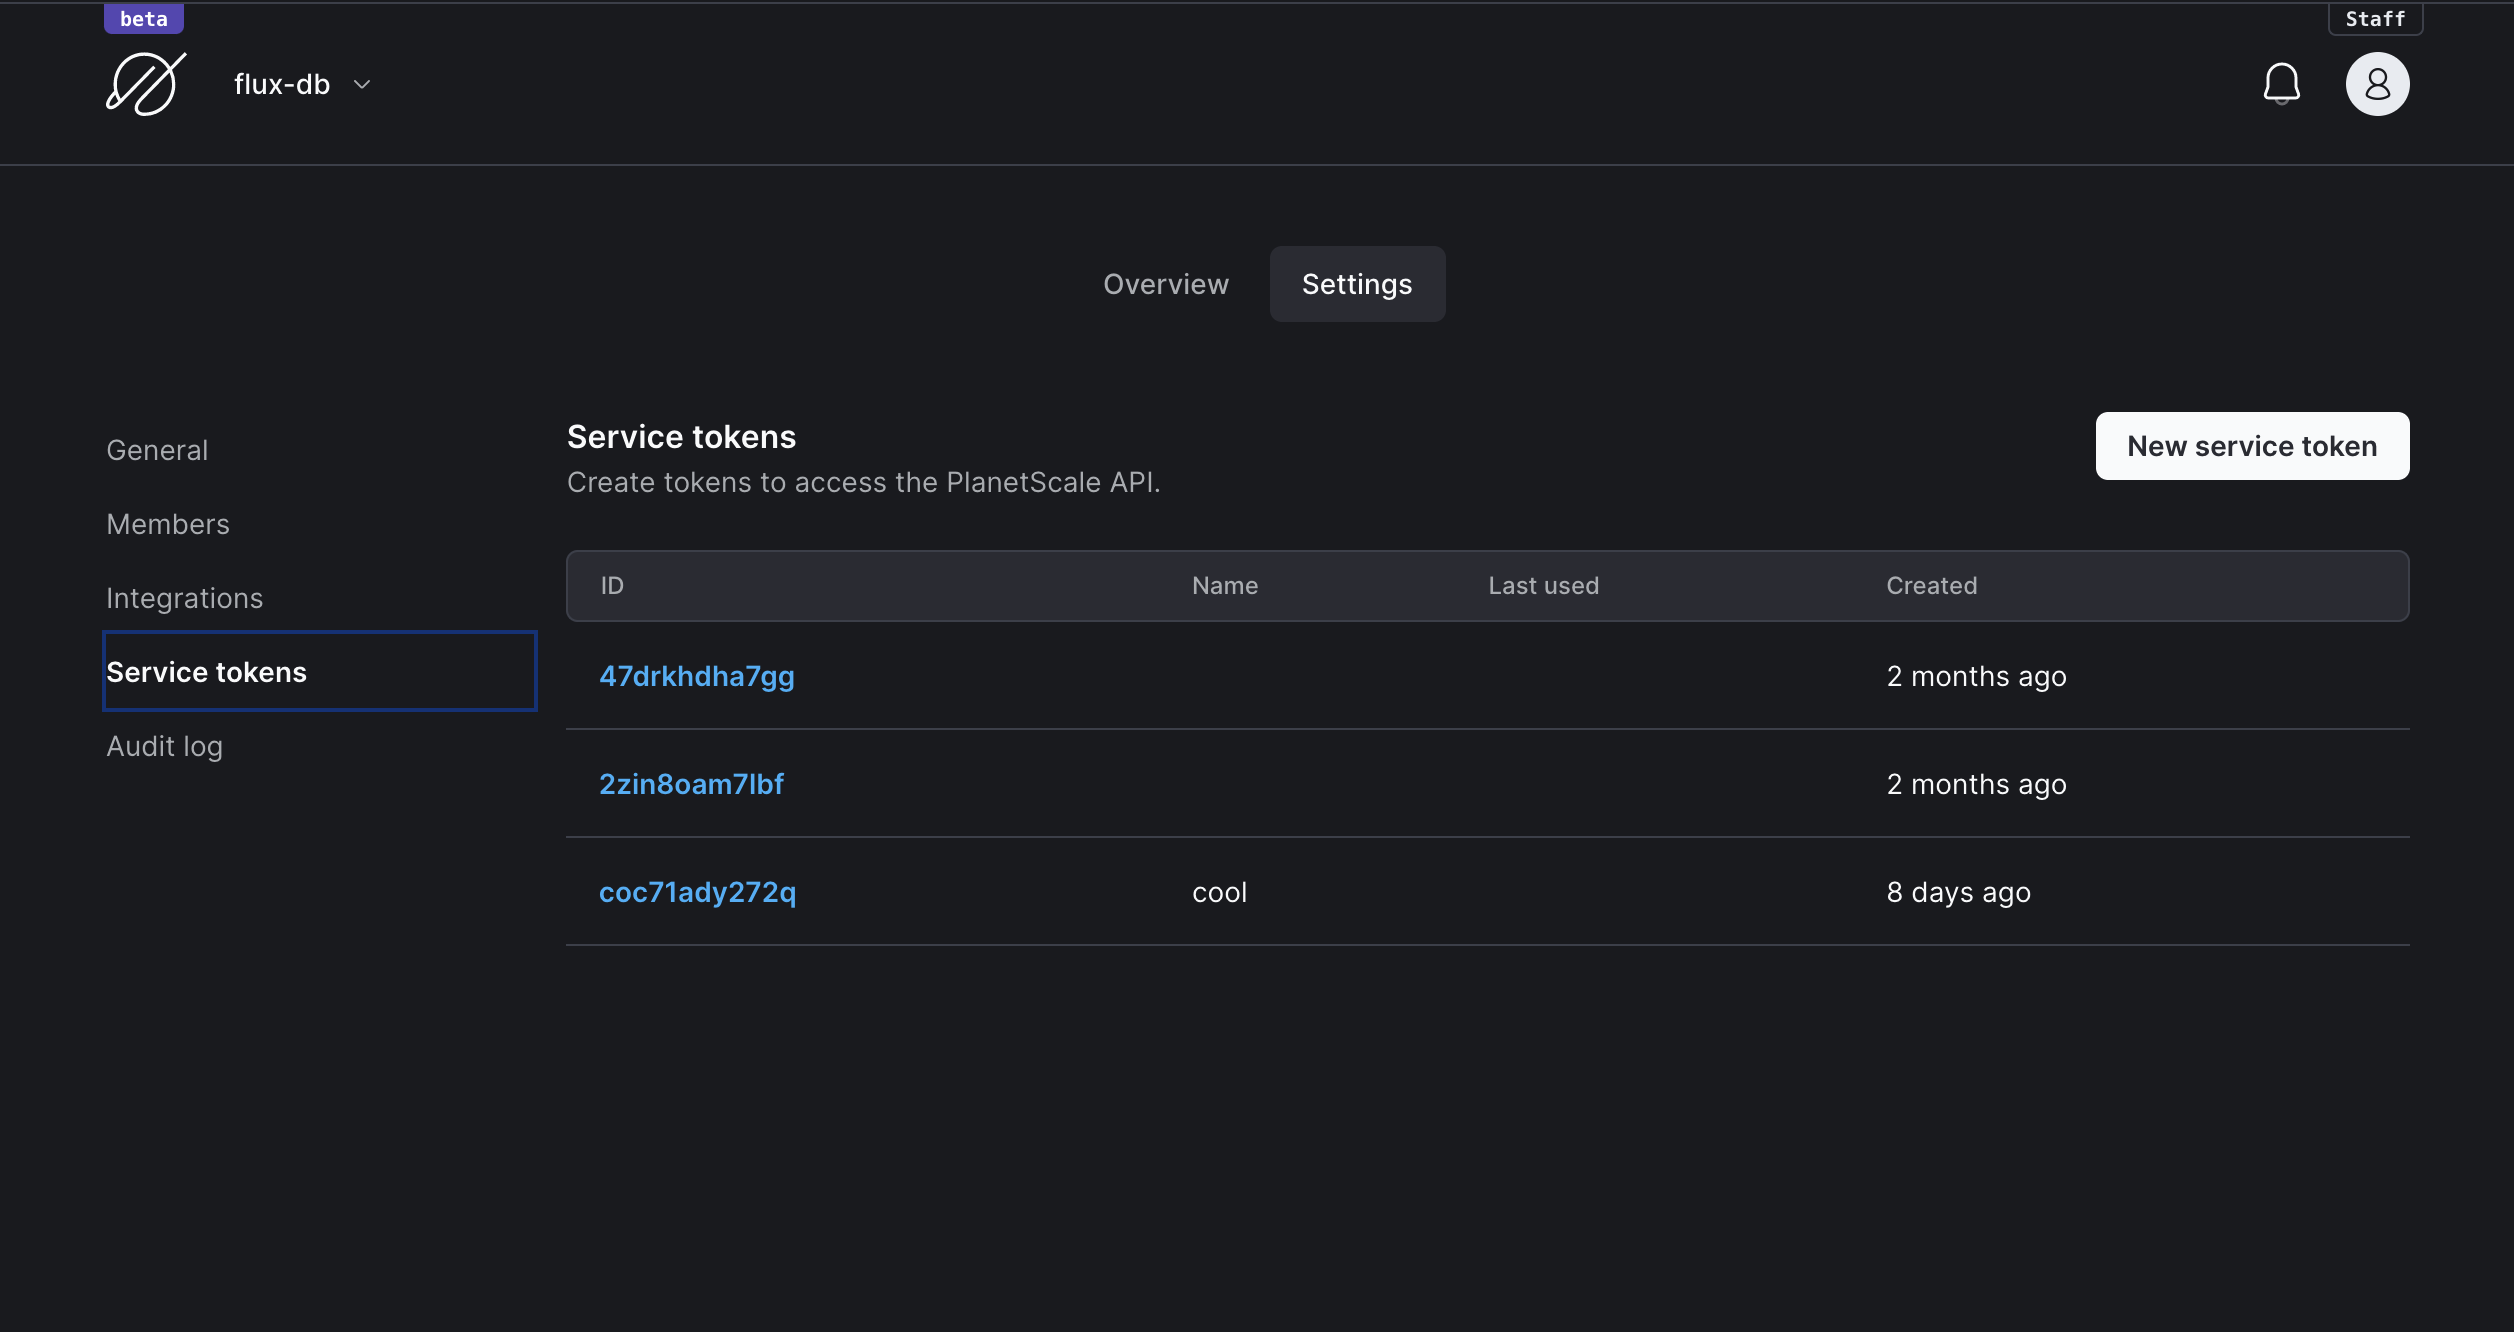 beta
Staff
flux-db
Overview
Settings
General
Members
Integrations
Service tokens
Audit log
Service tokens
Create tokens to access the PlanetScale API.
New service token
ID Name Last used Created
47drkhdha7gg 2 months ago
2zin8oam7lbf 2 months ago
coc71ady272q cool 8 days ago